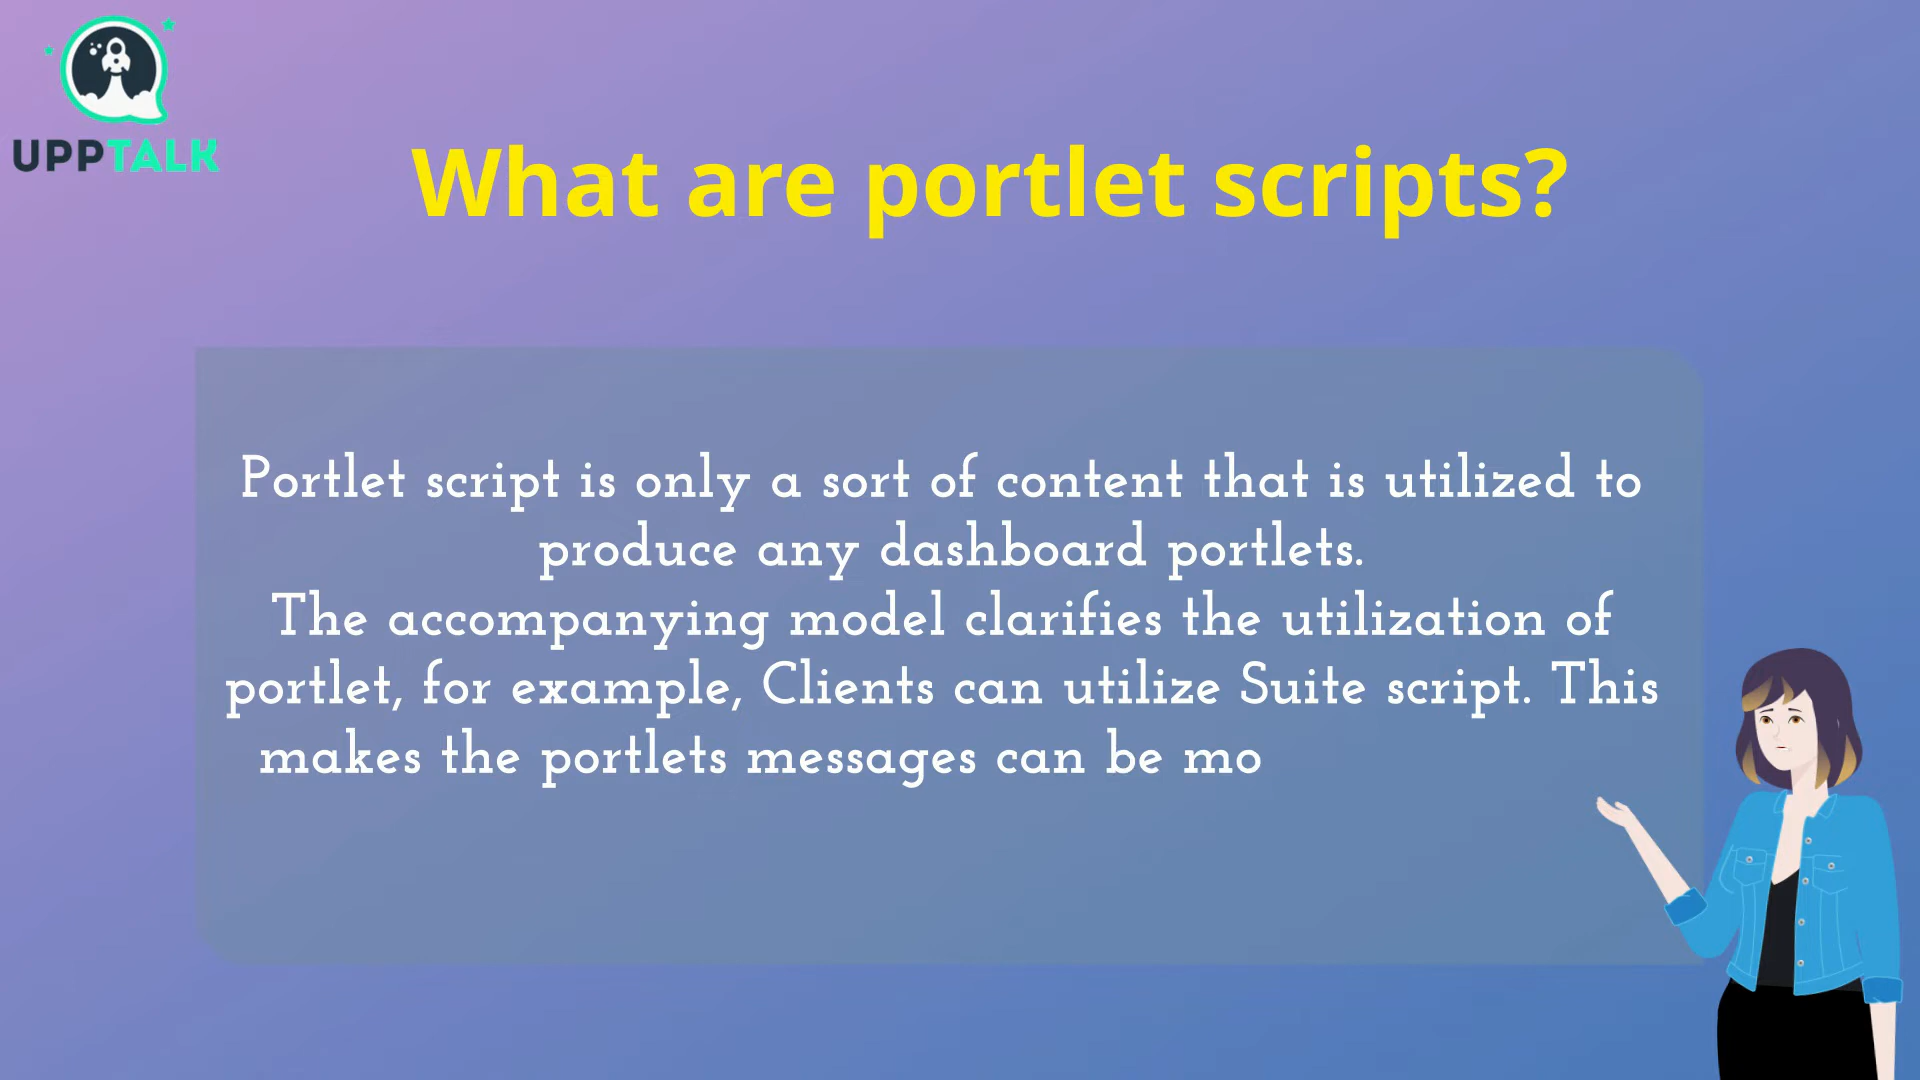 UPPTALK
What are portlet scripts?
Portlet script is only a sort of content that is utilized to
produce any dashboard portlets.
The accompanying model clarifies the utilization of
portlet, for example, Clients can utilize Suite script. This
makes the portlets messages can be mo